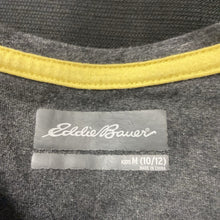 Eddie Bauer
KIDS M (10/12)
MADE IN CHINA